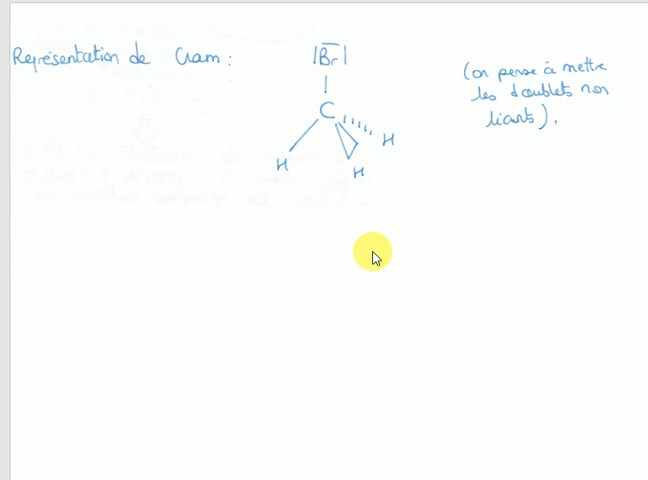 Représentation de Cram :
|Br|
C
H
H
H
(on pense à mettre
les doublets non
liants).